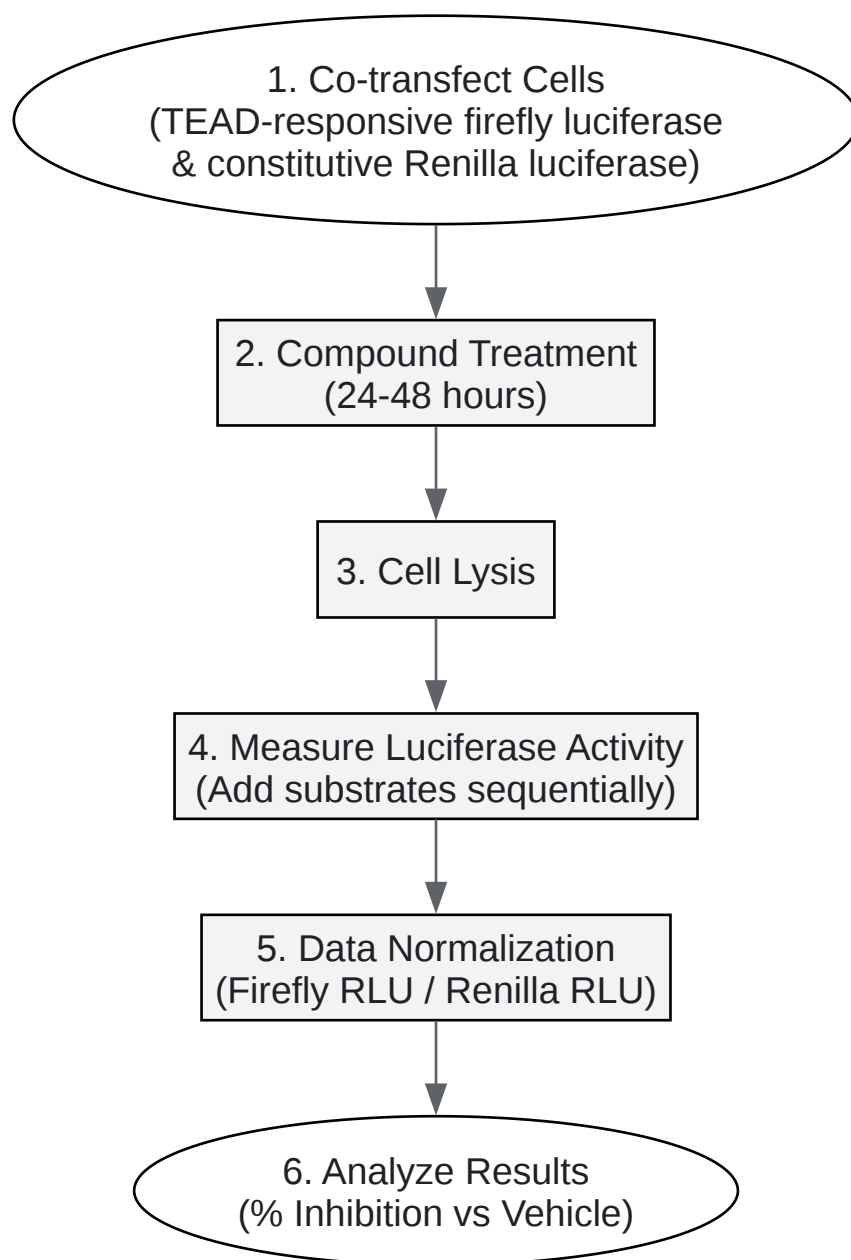 1. Co-transfect Cells
(TEAD-responsive firefly luciferase
& constitutive Renilla luciferase)
2. Compound Treatment
(24-48 hours)
3. Cell Lysis
4. Measure Luciferase Activity
(Add substrates sequentially)
5. Data Normalization
(Firefly RLU / Renilla RLU)
6. Analyze Results
(% Inhibition vs Vehicle)